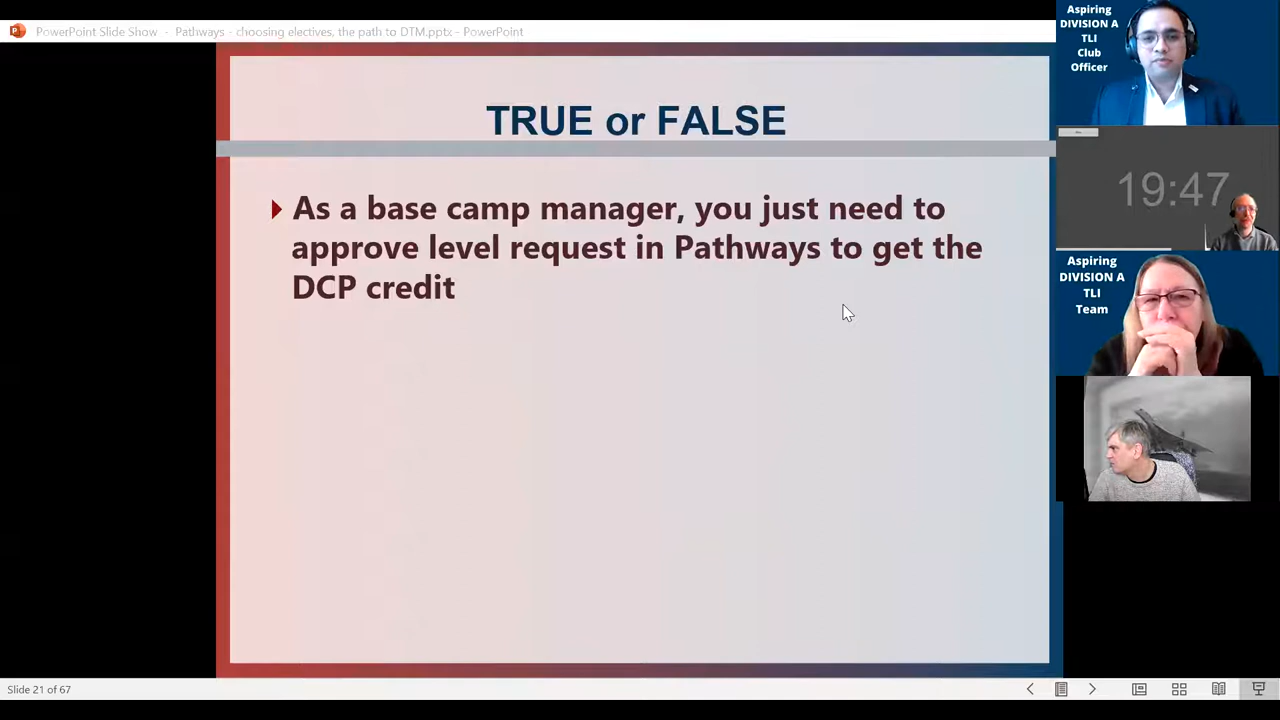 PowerPoint Slide Show - Pathways - choosing electives, the path to DTM.pptx - PowerPoint
TRUE or FALSE
As a base camp manager, you just need to
approve level request in Pathways to get the
DCP credit
Aspiring
DIVISION A
TLI
Club
Officer
19:47
Aspiring
DIVISION A
TLI
Team
Slide 21 of 67